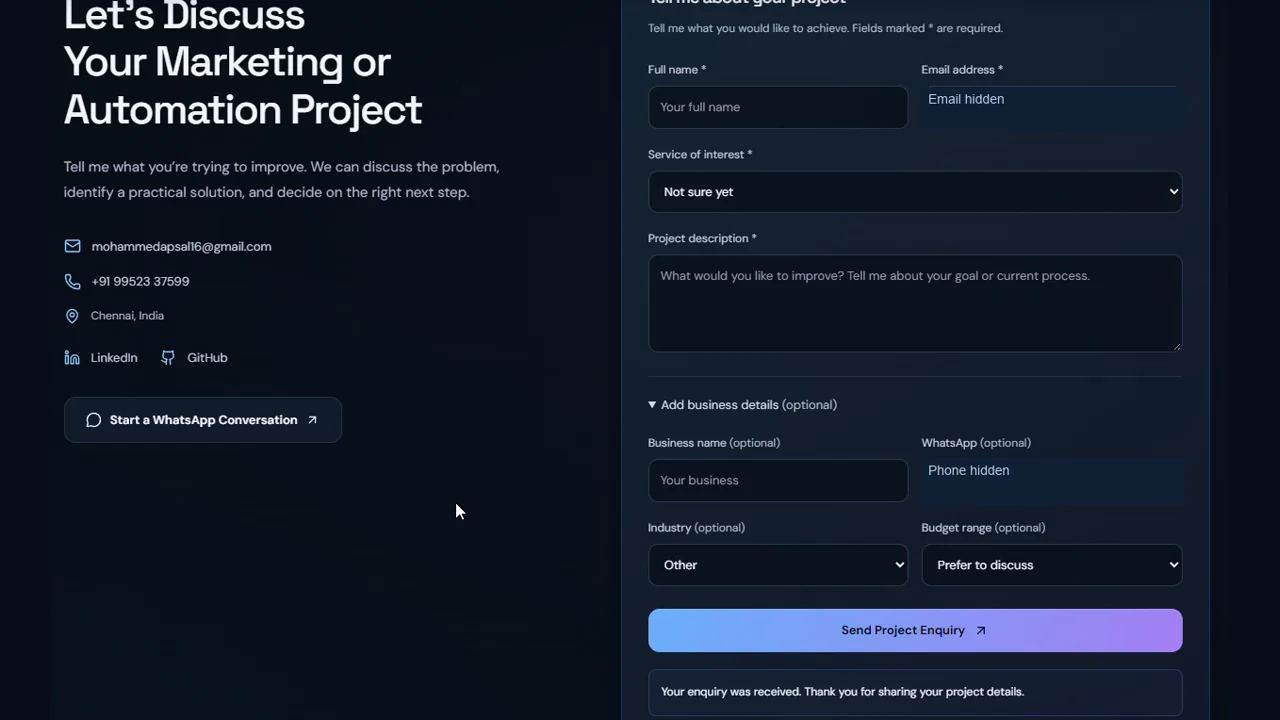 Let's Discuss
Your Marketing or
Automation Project
Tell me what you're trying to improve. We can discuss the problem,
identify a practical solution, and decide on the right next step.
mohammedapsal16@gmail.com
+91 99523 37599
Chennai, India
LinkedIn GitHub
Start a WhatsApp Conversation
Tell me about your project
Tell me what you would like to achieve. Fields marked * are required.
Full name * Email address *
Your full name Email hidden
Service of interest *
Not sure yet
Project description *
What would you like to improve? Tell me about your goal or current process.
Add business details (optional)
Business name (optional) WhatsApp (optional)
Your business Phone hidden
Industry (optional) Budget range (optional)
Other Prefer to discuss
Send Project Enquiry
Your enquiry was received. Thank you for sharing your project details.